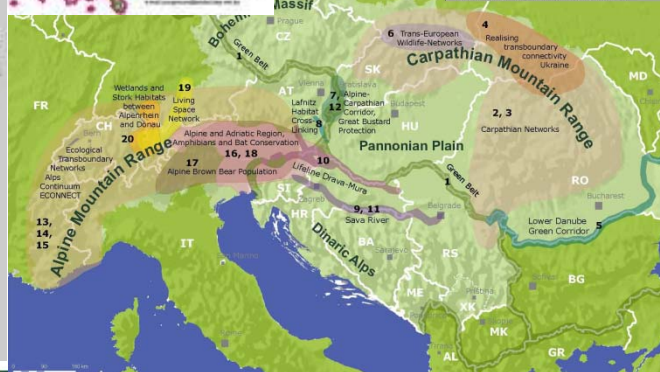 Massif
Bohemian
Prague
CZ
1
Green Belt
6 Trans-European
Wildlife-Networks
4
Realising
transboundary
connectivity
Ukraine
Carpathian Mountain Range
SK
MD
Vienna
AT
FR
CH
Wetlands and
Stork Habitats
between
Alpenrhein
and Donau
20
19
Living
Space
Network
Lafnitz
Habitat
Cross
Linking
8
7,
12
Alpine-
Carpathian
Corridor,
Great Bustard
Protection
Budapest
HU
2, 3
Carpathian Networks
Pannonian Plain
Ecological
Transboundary
Networks
Alps
Continuum
ECONNECT
Alpine and Adriatic Region,
Amphibians and Bat Conservation
16, 18
17
Alpine Brown Bear Population
10
Lifeline Drava-Mura
1
Green Belt
RO
Bucharest
SI
Zagreb
HR
9, 11
Sava River
Belgrade
13,
14,
15
Alpine Mountain Range
IT
Dinaric Alps
BA
Sarajevo
RS
Lower Danube
Green Corridor
5
BG
ME
Pristina
XK
MK
AL
GR